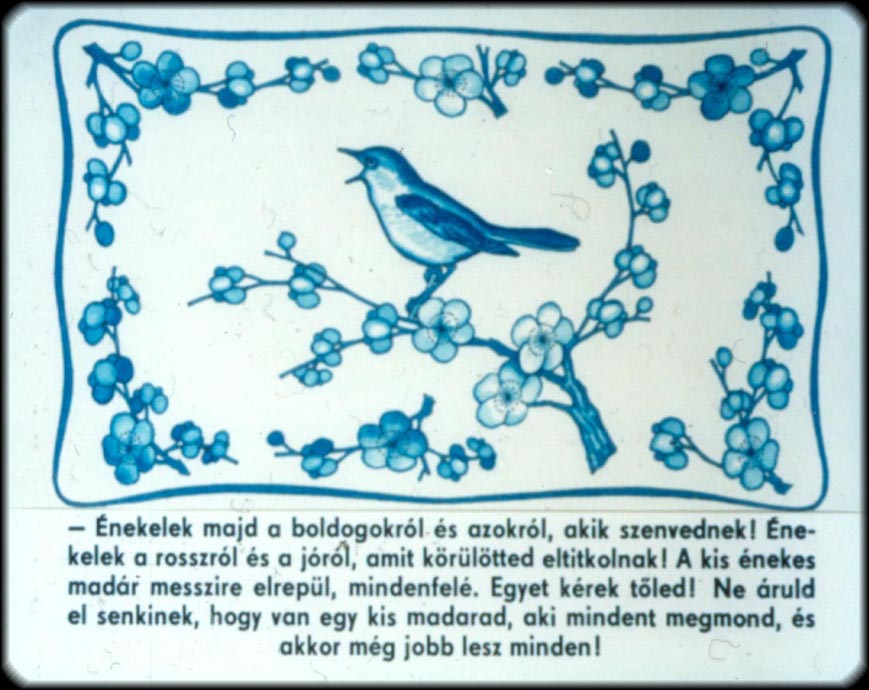 – Énekelek majd a boldogokról és azokról, akik szenvednek! Éne-
kelek a rosszról és a jóról, amit körülötted eltitkolnak! A kis énekes
madár messzire elrepül, mindenfelé. Egyet kérek tőled! Ne áruld
el senkinek, hogy van egy kis madarad, aki mindent megmond, és
akkor még jobb lesz minden!